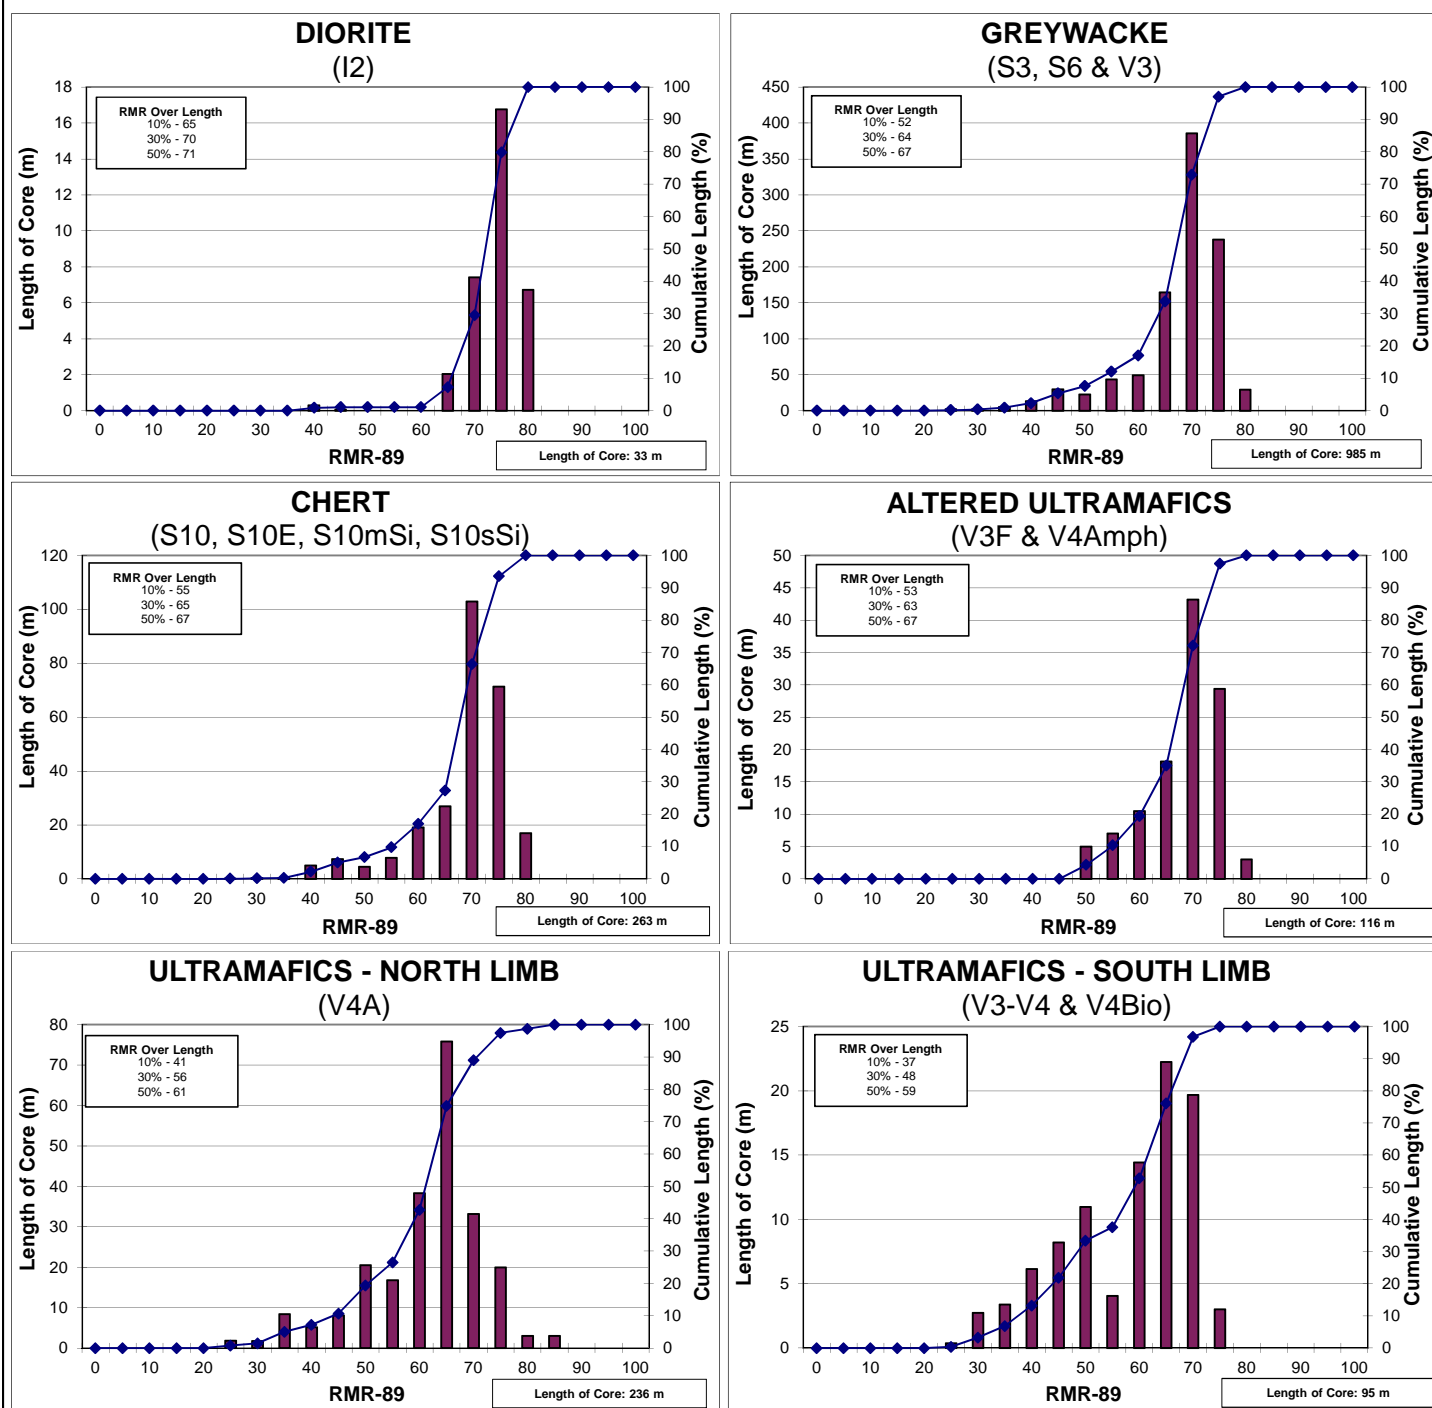 DIORITE
(I2)
RMR Over Length
10% - 65
30% - 70
50% - 71
Length of Core (m)
0 2 4 6 8 10 12 14 16 18
Cumulative Length (%)
0 10 20 30 40 50 60 70 80 90 100
0 10 20 30 40 50 60 70 80 90 100
RMR-89
Length of Core: 33 m
GREYWACKE
(S3, S6 & V3)
RMR Over Length
10% - 52
30% - 64
50% - 67
Length of Core (m)
0 50 100 150 200 250 300 350 400 450
Cumulative Length (%)
0 10 20 30 40 50 60 70 80 90 100
0 10 20 30 40 50 60 70 80 90 100
RMR-89
Length of Core: 985 m
CHERT
(S10, S10E, S10mSi, S10sSi)
RMR Over Length
10% - 55
30% - 65
50% - 67
Length of Core (m)
0 20 40 60 80 100 120
Cumulative Length (%)
0 10 20 30 40 50 60 70 80 90 100
0 10 20 30 40 50 60 70 80 90 100
RMR-89
Length of Core: 263 m
ALTERED ULTRAMAFICS
(V3F & V4Amph)
RMR Over Length
10% - 53
30% - 63
50% - 67
Length of Core (m)
0 5 10 15 20 25 30 35 40 45 50
Cumulative Length (%)
0 10 20 30 40 50 60 70 80 90 100
0 10 20 30 40 50 60 70 80 90 100
RMR-89
Length of Core: 116 m
ULTRAMAFICS - NORTH LIMB
(V4A)
RMR Over Length
10% - 41
30% - 56
50% - 61
Length of Core (m)
0 10 20 30 40 50 60 70 80
Cumulative Length (%)
0 10 20 30 40 50 60 70 80 90 100
0 10 20 30 40 50 60 70 80 90 100
RMR-89
Length of Core: 236 m
ULTRAMAFICS - SOUTH LIMB
(V3-V4 & V4Bio)
RMR Over Length
10% - 37
30% - 48
50% - 59
Length of Core (m)
0 5 10 15 20 25
Cumulative Length (%)
0 10 20 30 40 50 60 70 80 90 100
0 10 20 30 40 50 60 70 80 90 100
RMR-89
Length of Core: 95 m